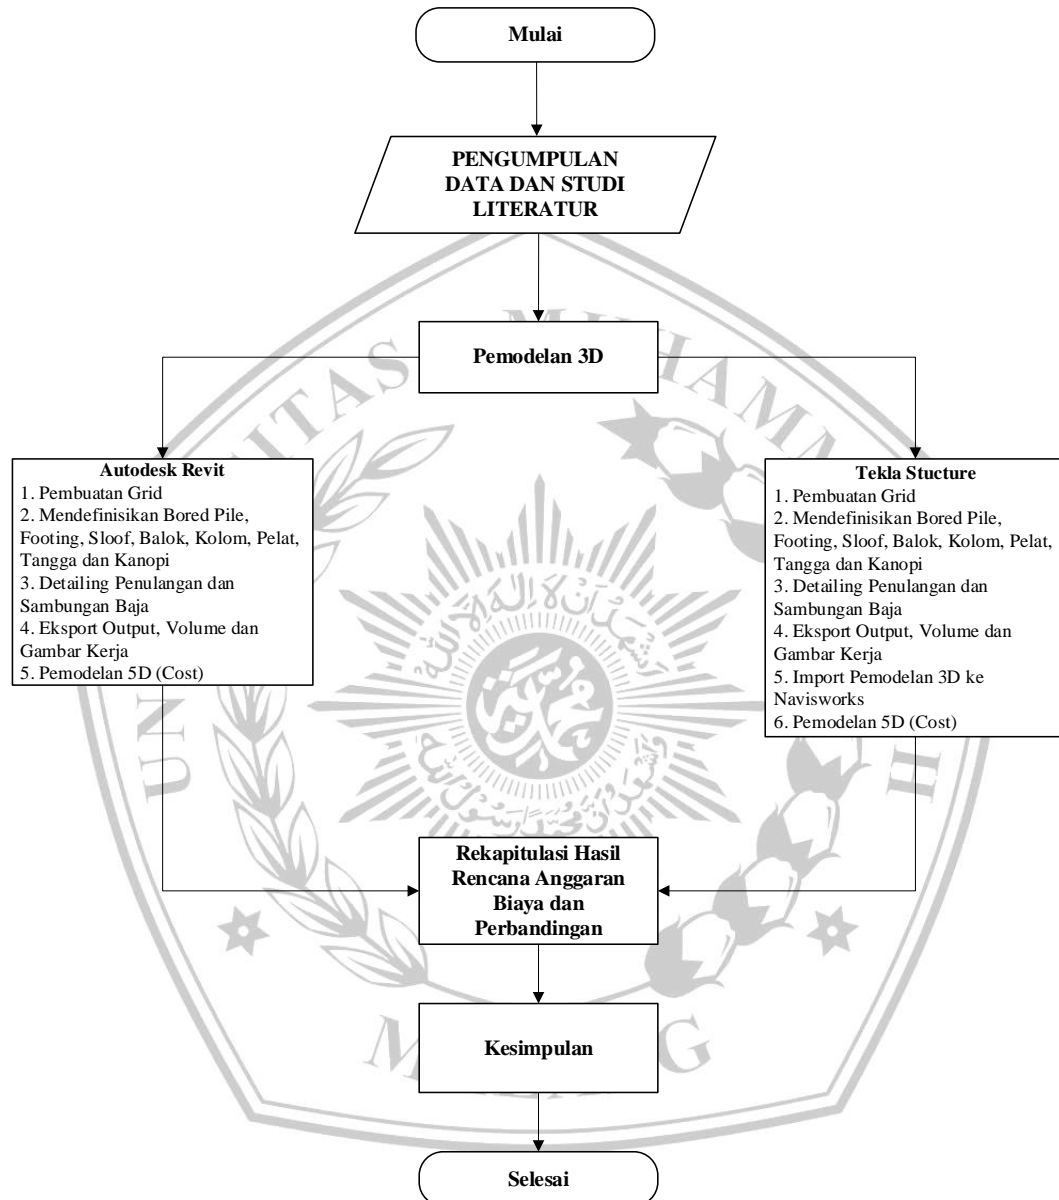 Mulai
PENGUMPULAN
DATA DAN STUDI
LITERATUR
Pemodelan 3D
Autodesk Revit
1. Pembuatan Grid
2. Mendefinisikan Bored Pile,
Footing, Sloof, Balok, Kolom, Pelat,
Tangga dan Kanopi
3. Detailing Penulangan dan
Sambungan Baja
4. Eksport Output, Volume dan
Gambar Kerja
5. Pemodelan 5D (Cost)
Tekla Stucture
1. Pembuatan Grid
2. Mendefinisikan Bored Pile,
Footing, Sloof, Balok, Kolom, Pelat,
Tangga dan Kanopi
3. Detailing Penulangan dan
Sambungan Baja
4. Eksport Output, Volume dan
Gambar Kerja
5. Import Pemodelan 3D ke
Navisworks
6. Pemodelan 5D (Cost)
Rekapitulasi Hasil
Rencana Anggaran
Biaya dan
Perbandingan
Kesimpulan
Selesai